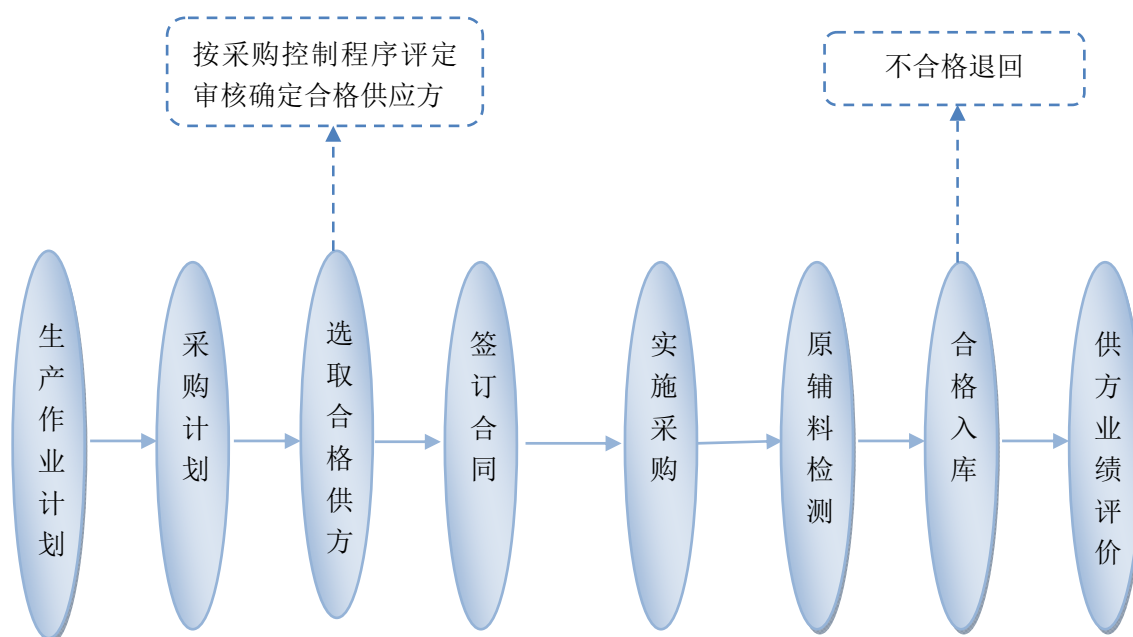 按采购控制程序评定
审核确定合格供应方
不合格退回
生产作业计划
采购计划
选取合格供方
签订合同
实施采购
原辅料检测
合格入库
供方业绩评价